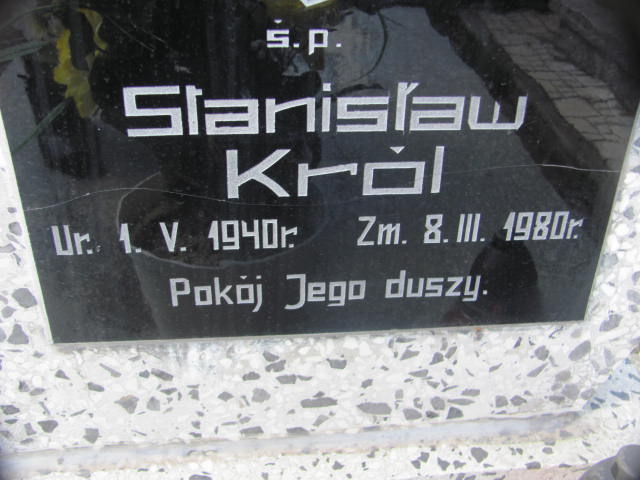 ś.p.
Stanisław
Król
Ur. 1. V. 1940r. Zm. 8. III. 1980r.
Pokój Jego duszy.